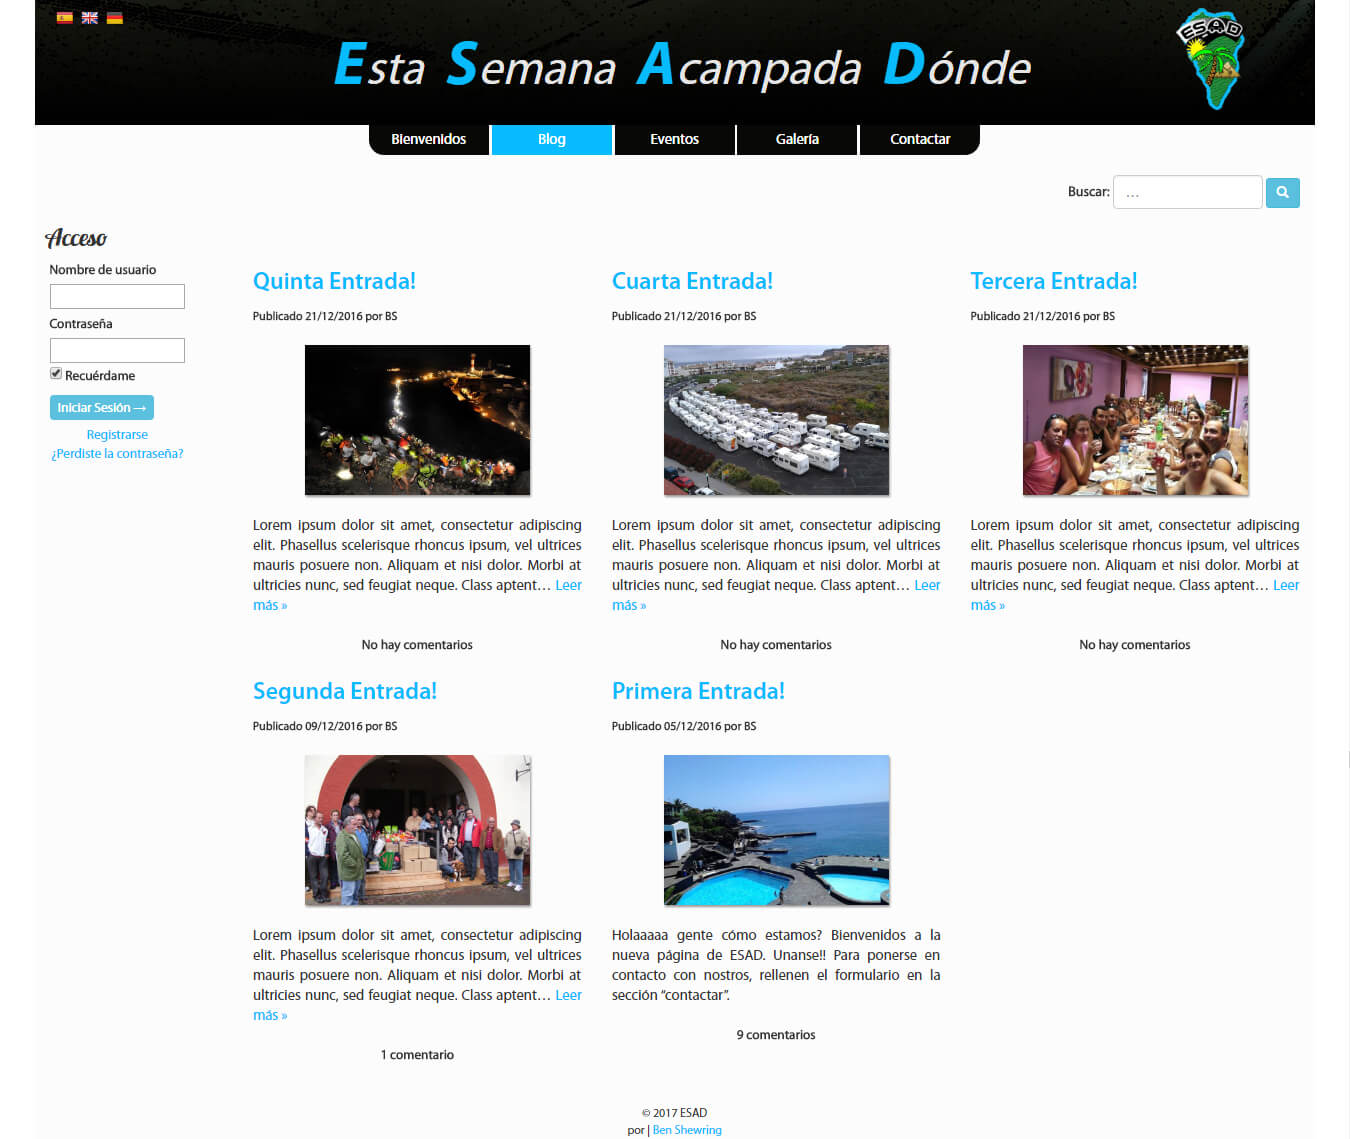 Esta Semana Acampada Dónde
ESAD
Bienvenidos
Blog
Eventos
Galería
Contactar
Buscar:
...
Acceso
Nombre de usuario
Contraseña
Recuérdame
Iniciar Sesión →
Registrarse
¿Perdiste la contraseña?
Quinta Entrada!
Publicado 21/12/2016 por BS
Lorem ipsum dolor sit amet, consectetur adipiscing
elit. Phasellus scelerisque rhoncus ipsum, vel ultrices
mauris posuere non. Aliquam et nisi dolor. Morbi at
ultricies nunc, sed feugiat neque. Class aptent… Leer
más »
No hay comentarios
Cuarta Entrada!
Publicado 21/12/2016 por BS
Lorem ipsum dolor sit amet, consectetur adipiscing
elit. Phasellus scelerisque rhoncus ipsum, vel ultrices
mauris posuere non. Aliquam et nisi dolor. Morbi at
ultricies nunc, sed feugiat neque. Class aptent… Leer
más »
No hay comentarios
Tercera Entrada!
Publicado 21/12/2016 por BS
Lorem ipsum dolor sit amet, consectetur adipiscing
elit. Phasellus scelerisque rhoncus ipsum, vel ultrices
mauris posuere non. Aliquam et nisi dolor. Morbi at
ultricies nunc, sed feugiat neque. Class aptent… Leer
más »
No hay comentarios
Segunda Entrada!
Publicado 09/12/2016 por BS
Lorem ipsum dolor sit amet, consectetur adipiscing
elit. Phasellus scelerisque rhoncus ipsum, vel ultrices
mauris posuere non. Aliquam et nisi dolor. Morbi at
ultricies nunc, sed feugiat neque. Class aptent… Leer
más »
1 comentario
Primera Entrada!
Publicado 05/12/2016 por BS
Holaaaaa gente cómo estamos? Bienvenidos a la
nueva página de ESAD. Unanse!! Para ponerse en
contacto con nostros, rellenen el formulario en la
sección “contactar”.
9 comentarios
© 2017 ESAD
por | Ben Shewring